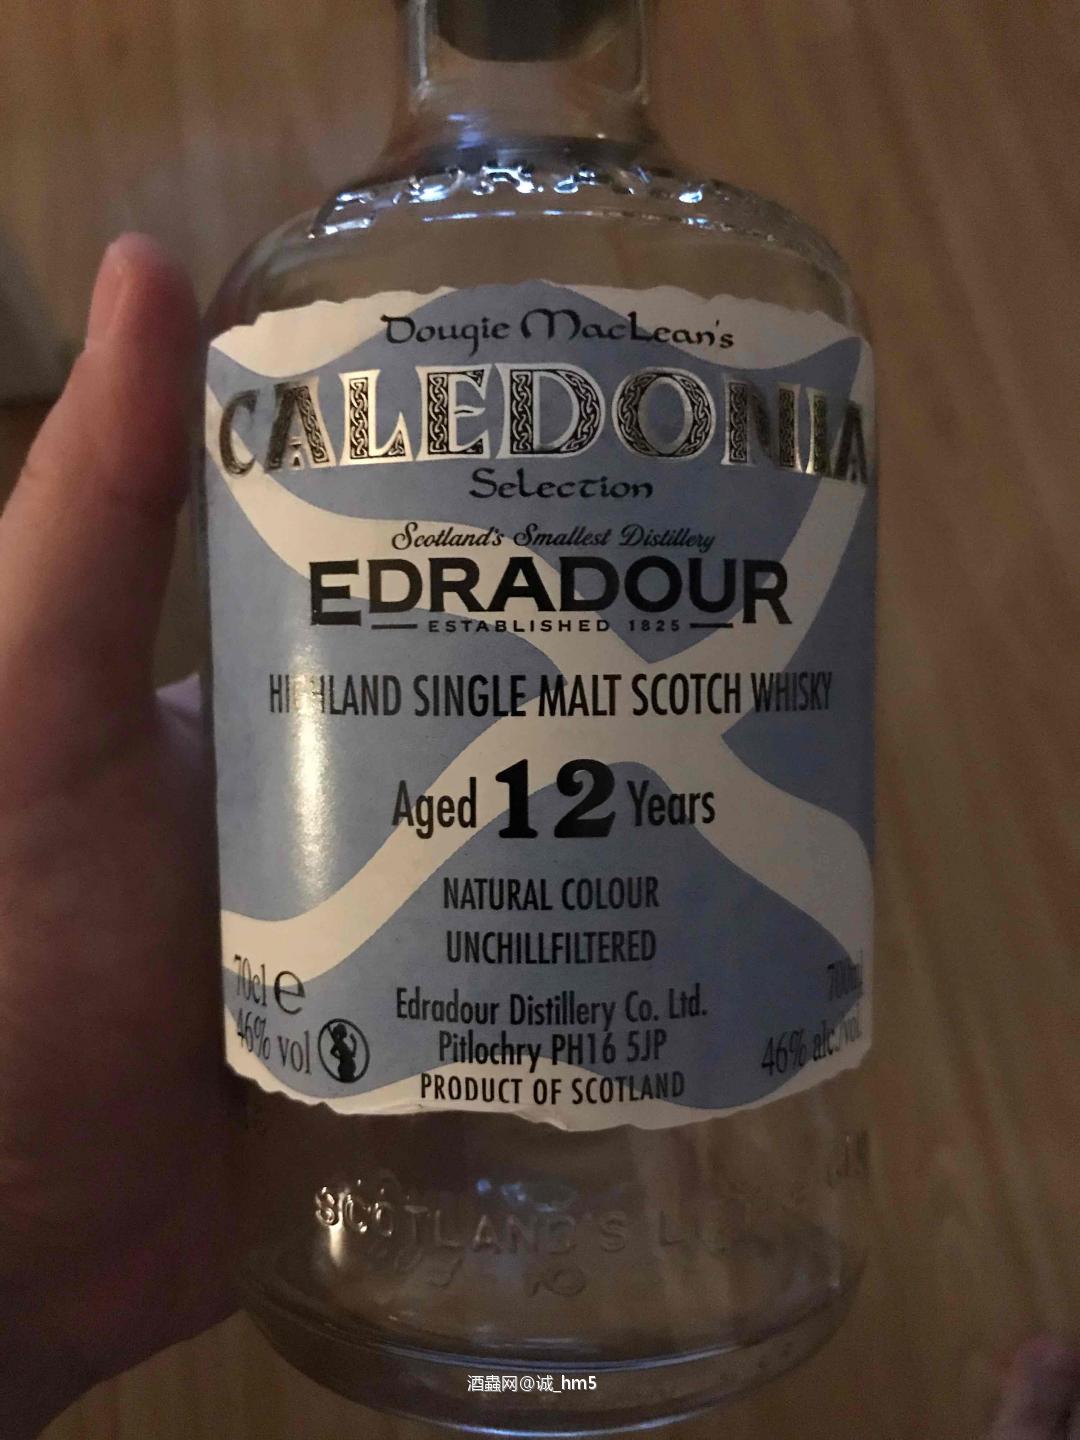 Dougie MacLean's
CALEDONIA
Selection
Scotland's Smallest Distillery
EDRADOUR
ESTABLISHED 1825
HIGHLAND SINGLE MALT SCOTCH WHISKY
Aged 12 Years
NATURAL COLOUR
UNCHILLFILTERED
70cl e
46% vol
Edradour Distillery Co. Ltd.
Pitlochry PH16 5JP
PRODUCT OF SCOTLAND
700ml
46% alc./vol.
SCOTLAND'S
酒蟲网@诚_hm5